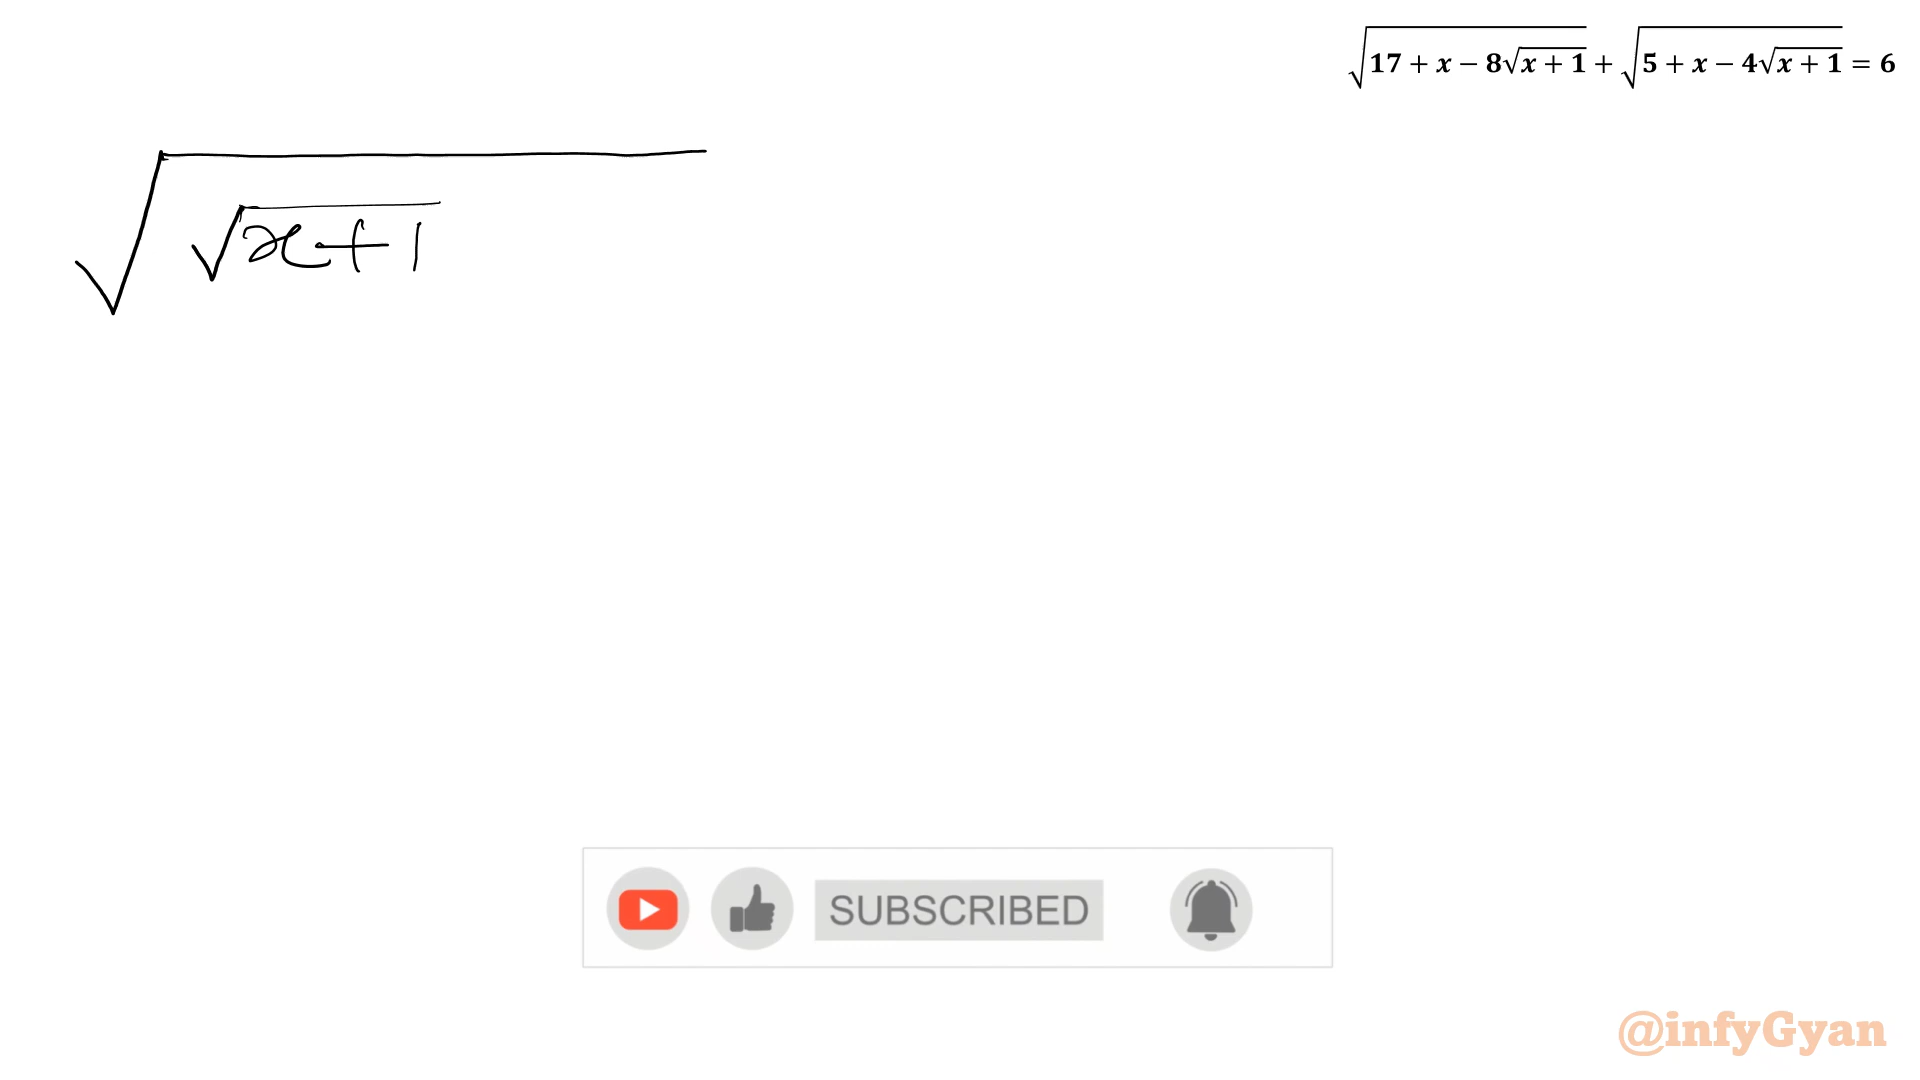 √(17 + x − 8√(x + 1)) + √(5 + x − 4√(x + 1)) = 6
√(√(x+1))
SUBSCRIBED
@infyGyan